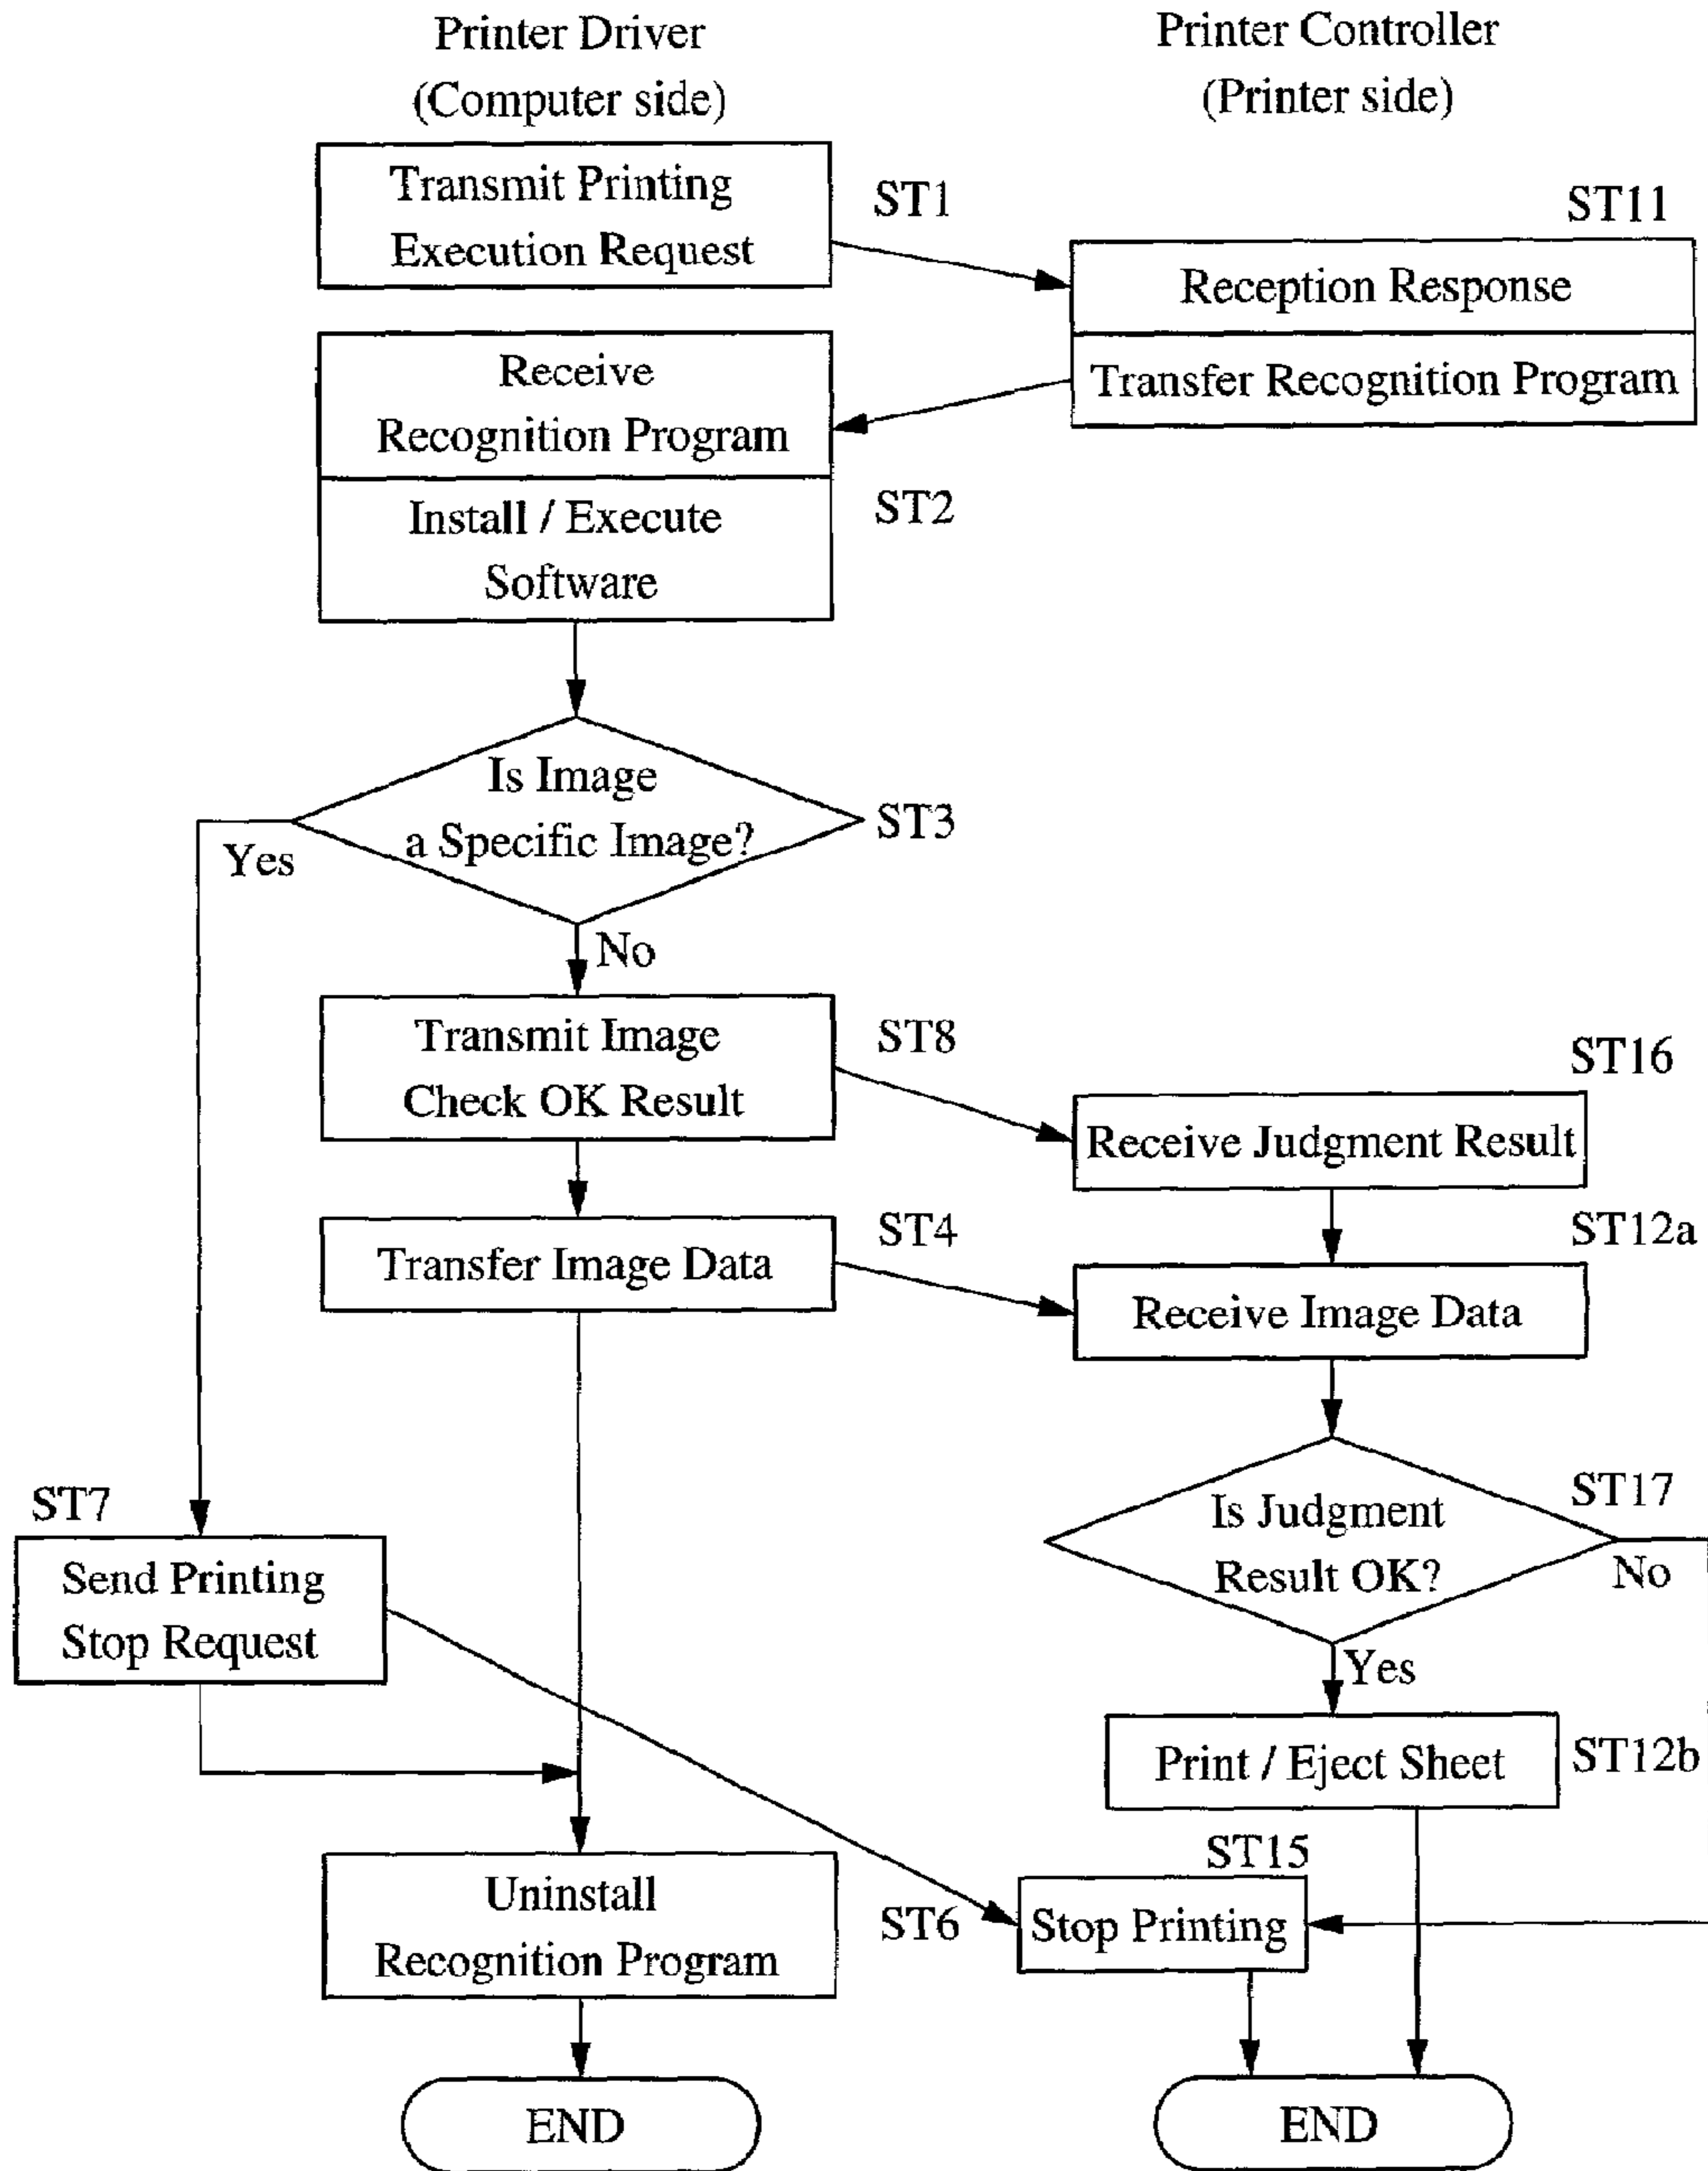 Printer Driver
(Computer side)
Printer Controller
(Printer side)
Transmit Printing
Execution Request
ST1
ST11
Reception Response
Transfer Recognition Program
Receive
Recognition Program
Install / Execute
Software
ST2
Is Image
a Specific Image?
ST3
Yes
No
Transmit Image
Check OK Result
ST8
ST16
Receive Judgment Result
Transfer Image Data
ST4
ST12a
Receive Image Data
ST7
Send Printing
Stop Request
Is Judgment
Result OK?
ST17
No
Yes
Print / Eject Sheet
ST12b
ST15
Stop Printing
Uninstall
Recognition Program
ST6
END
END